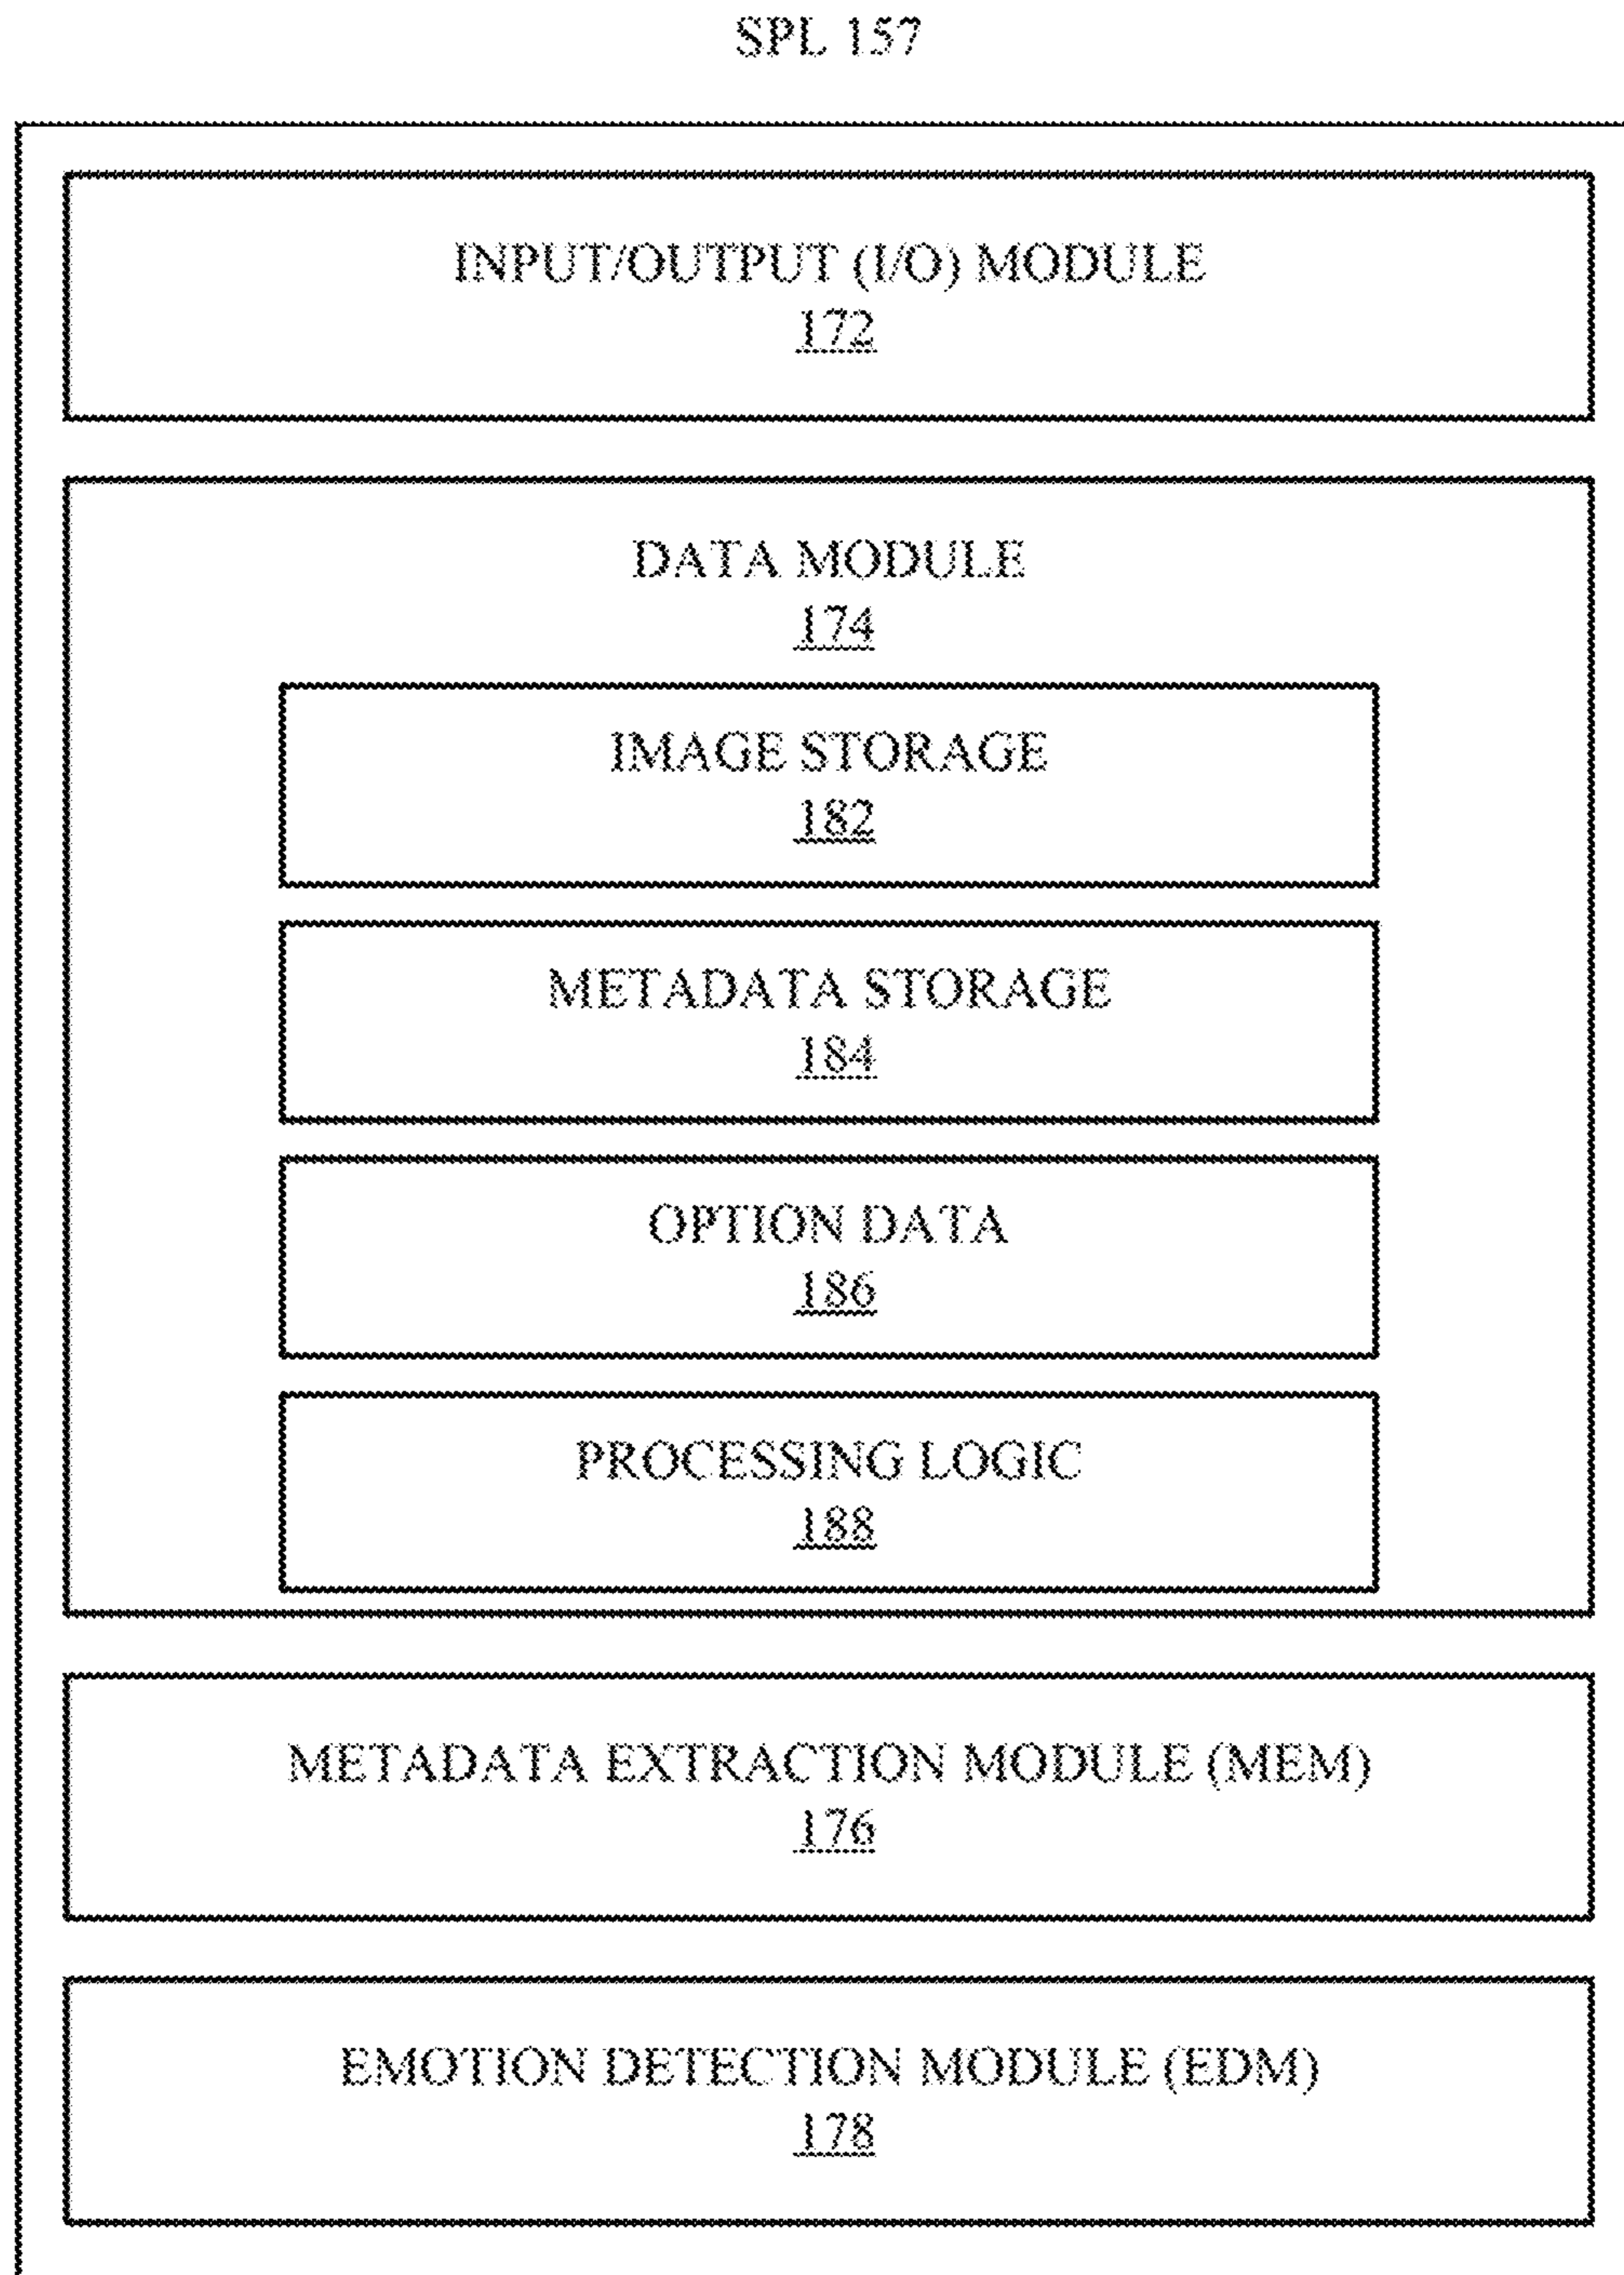 SPL 157
INPUT/OUTPUT (I/O) MODULE
172
DATA MODULE
174
IMAGE STORAGE
182
METADATA STORAGE
184
OPTION DATA
186
PROCESSING LOGIC
188
METADATA EXTRACTION MODULE (MEM)
176
EMOTION DETECTION MODULE (EDM)
178